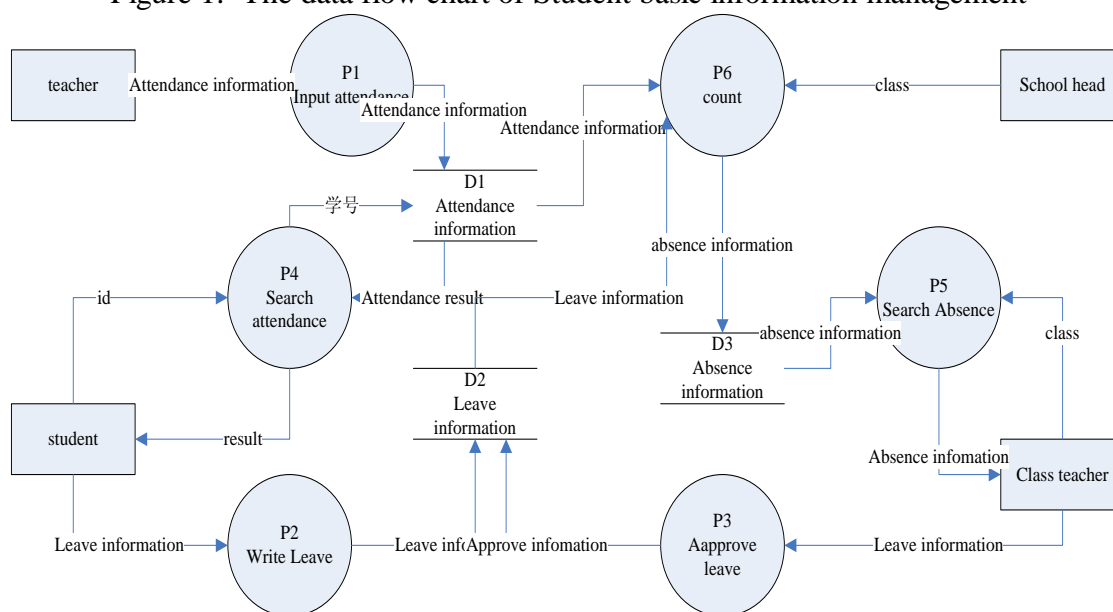 Figure 1. The data flow chart of Student basic information management
teacher
Attendance information
P1
Input attendance
Attendance information
P6
count
class
School head
Attendance information
D1
Attendance
information
学号
absence information
P4
Search
attendance
id
Attendance result
Leave information
P5
Search Absence
absence information
class
D3
Absence
information
D2
Leave
information
student
result
Absence infomation
Class teacher
Leave information
P2
Write Leave
Leave
Approve infomation
P3
Aapprove
leave
Leave information